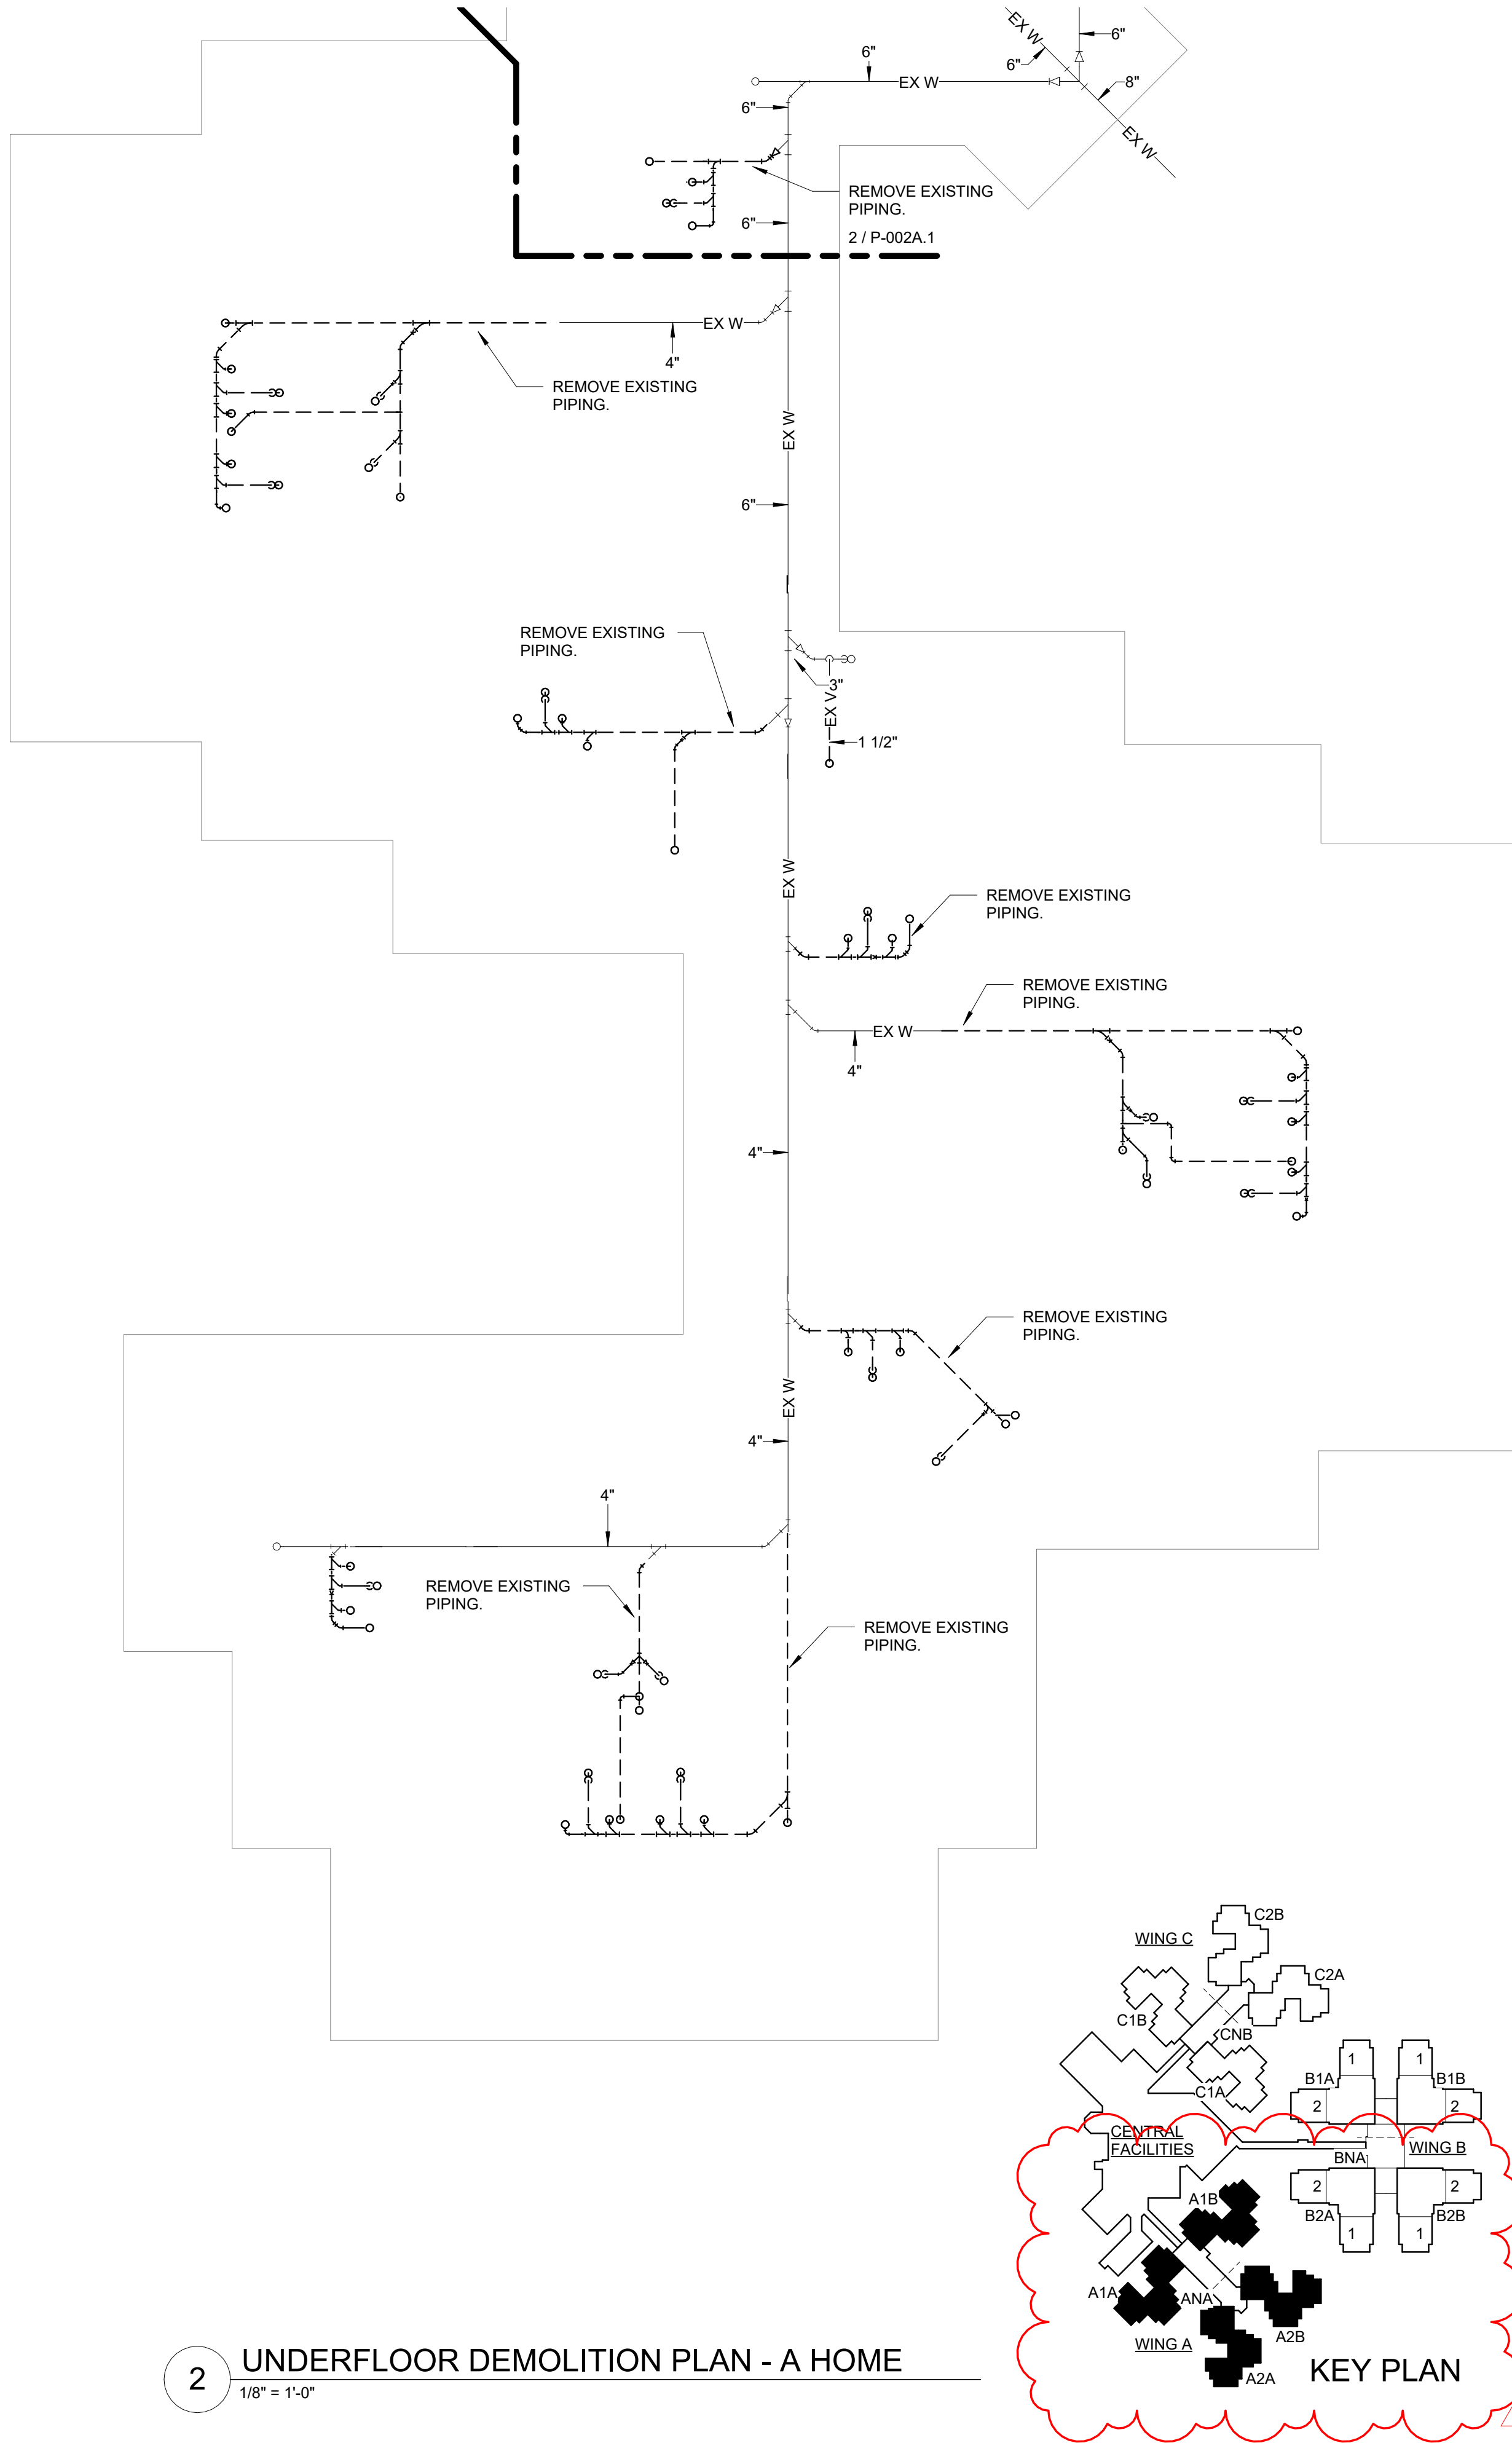 EX W
6"
6"
6"
EX W
8"
6"
EX W
REMOVE EXISTING
PIPING.
6"
2 / P-002A.1
EX W
4"
REMOVE EXISTING
PIPING.
EX W
6"
REMOVE EXISTING
PIPING.
3"
EX V
1 1/2"
EX W
REMOVE EXISTING
PIPING.
REMOVE EXISTING
PIPING.
EX W
4"
4"
REMOVE EXISTING
PIPING.
EX W
4"
4"
REMOVE EXISTING
PIPING.
REMOVE EXISTING
PIPING.
C2B
WING C
C2A
C1B
CNB
C1A
1
1
B1A
B1B
2
2
CENTRAL
FACILITIES
WING B
BNA
2
2
A1B
B2A
B2B
1
1
A1A
ANA
A2B
WING A
A2A
KEY PLAN
2
UNDERFLOOR DEMOLITION PLAN - A HOME
1/8" = 1'-0"